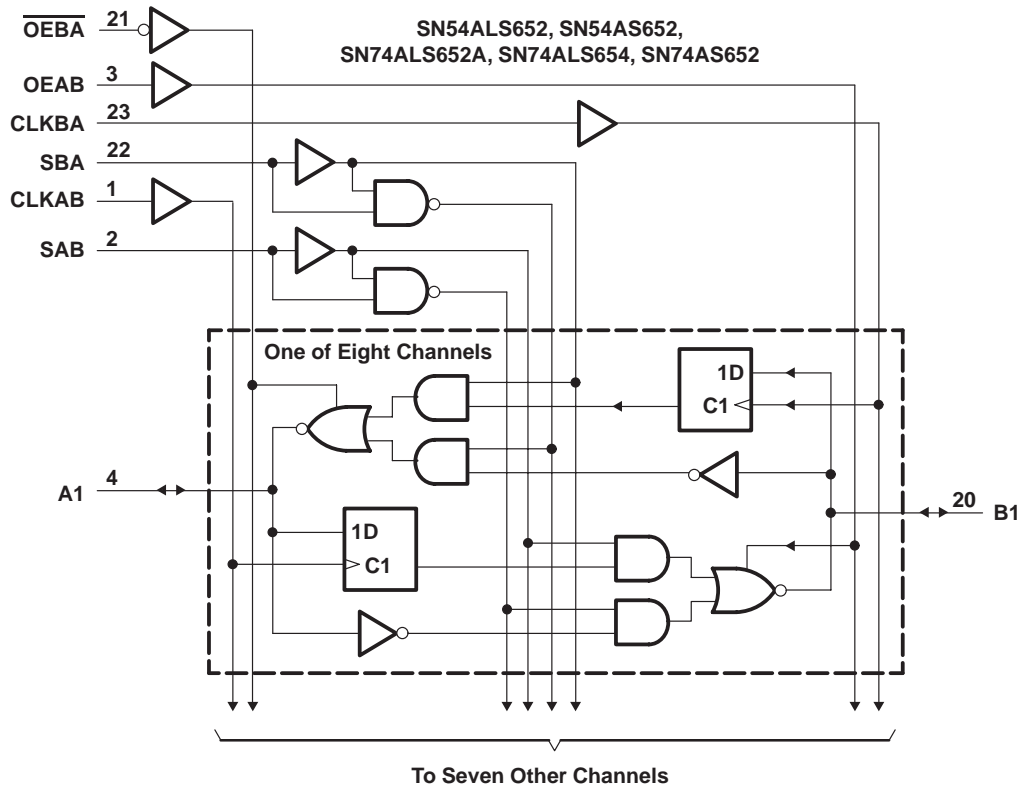 SN54ALS652, SN54AS652,
SN74ALS652A, SN74ALS654, SN74AS652
OEBA 21
OEAB 3
CLKBA 23
SBA 22
CLKAB 1
SAB 2
One of Eight Channels
1D
C1
A1 4
20 B1
1D
C1
To Seven Other Channels